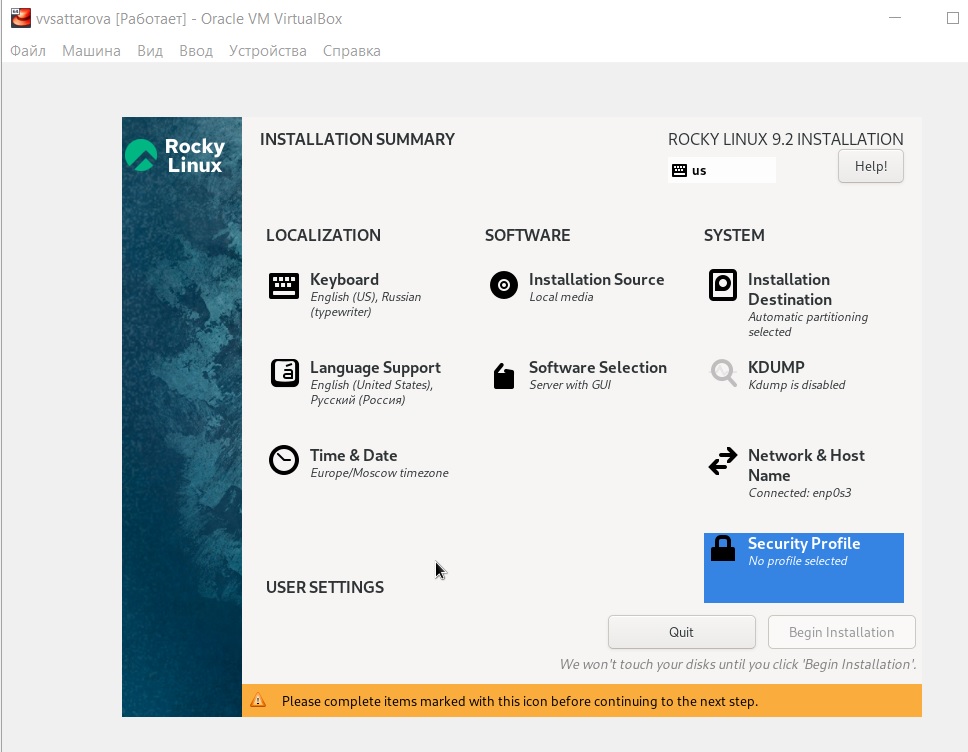 vvsattarova [Работает] - Oracle VM VirtualBox
Файл Машина Вид Ввод Устройства Справка
Rocky
Linux
INSTALLATION SUMMARY
ROCKY LINUX 9.2 INSTALLATION
us
Help!
LOCALIZATION
Keyboard
English (US), Russian
(typewriter)
Language Support
English (United States),
Русский (Россия)
Time & Date
Europe/Moscow timezone
SOFTWARE
Installation Source
Local media
Software Selection
Server with GUI
SYSTEM
Installation
Destination
Automatic partitioning
selected
KDUMP
Kdump is disabled
Network & Host
Name
Connected: enp0s3
Security Profile
No profile selected
USER SETTINGS
Quit
Begin Installation
We won't touch your disks until you click 'Begin Installation'.
Please complete items marked with this icon before continuing to the next step.